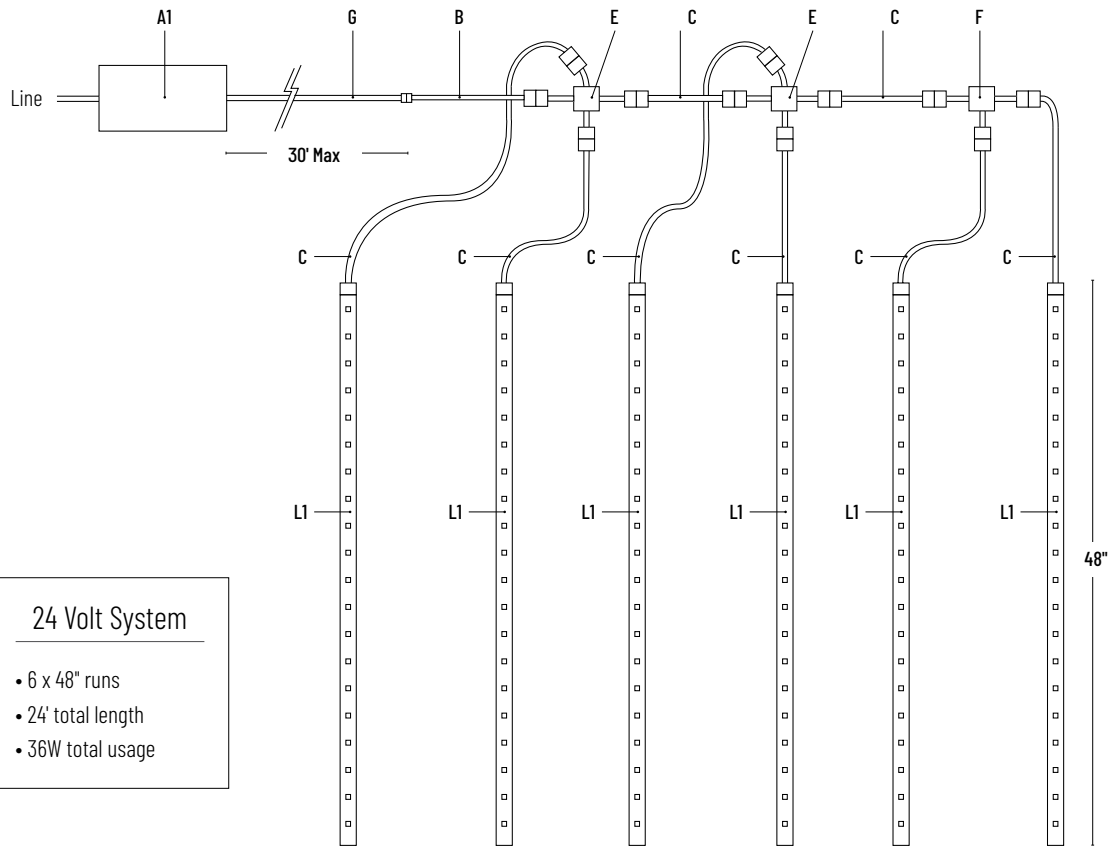 A1 G B E C E C F
Line
30' Max
C C C C C C
L1 L1 L1 L1 L1 L1
48"
24 Volt System
• 6 x 48" runs
• 24' total length
• 36W total usage